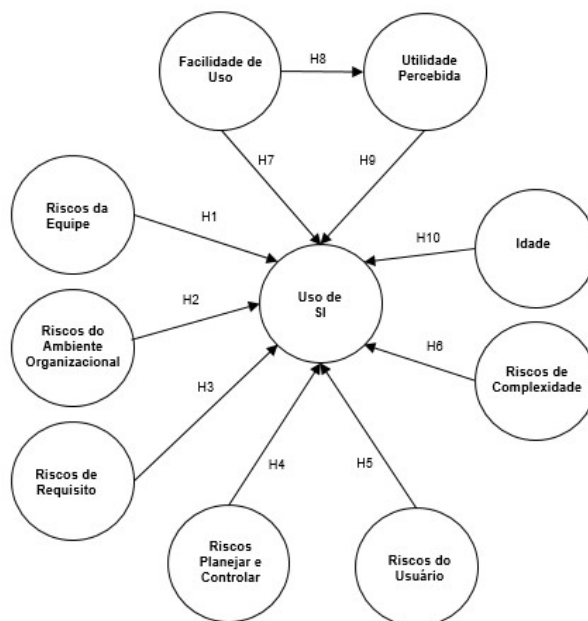 Facilidade de
Uso
H8
Utilidade
Percebida
H7
H9
Riscos da
Equipe
H1
H10
Idade
Uso de
SI
H2
Riscos do
Ambiente
Organizacional
H6
Riscos de
Complexidade
H3
Riscos de
Requisito
H4
H5
Riscos
Planejar e
Controlar
Riscos do
Usuário